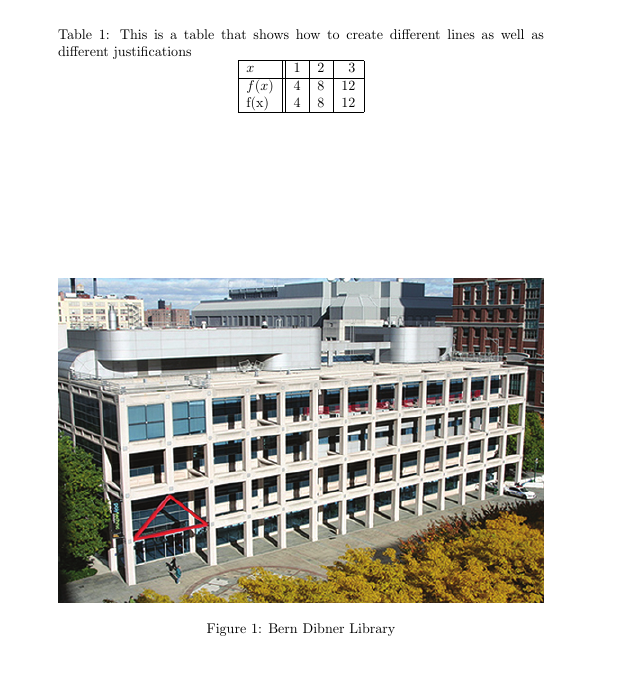 Table 1: This is a table that shows how to create different lines as well as
different justifications
x 1 2 3
f(x) 4 8 12
f(x) 4 8 12
Figure 1: Bern Dibner Library